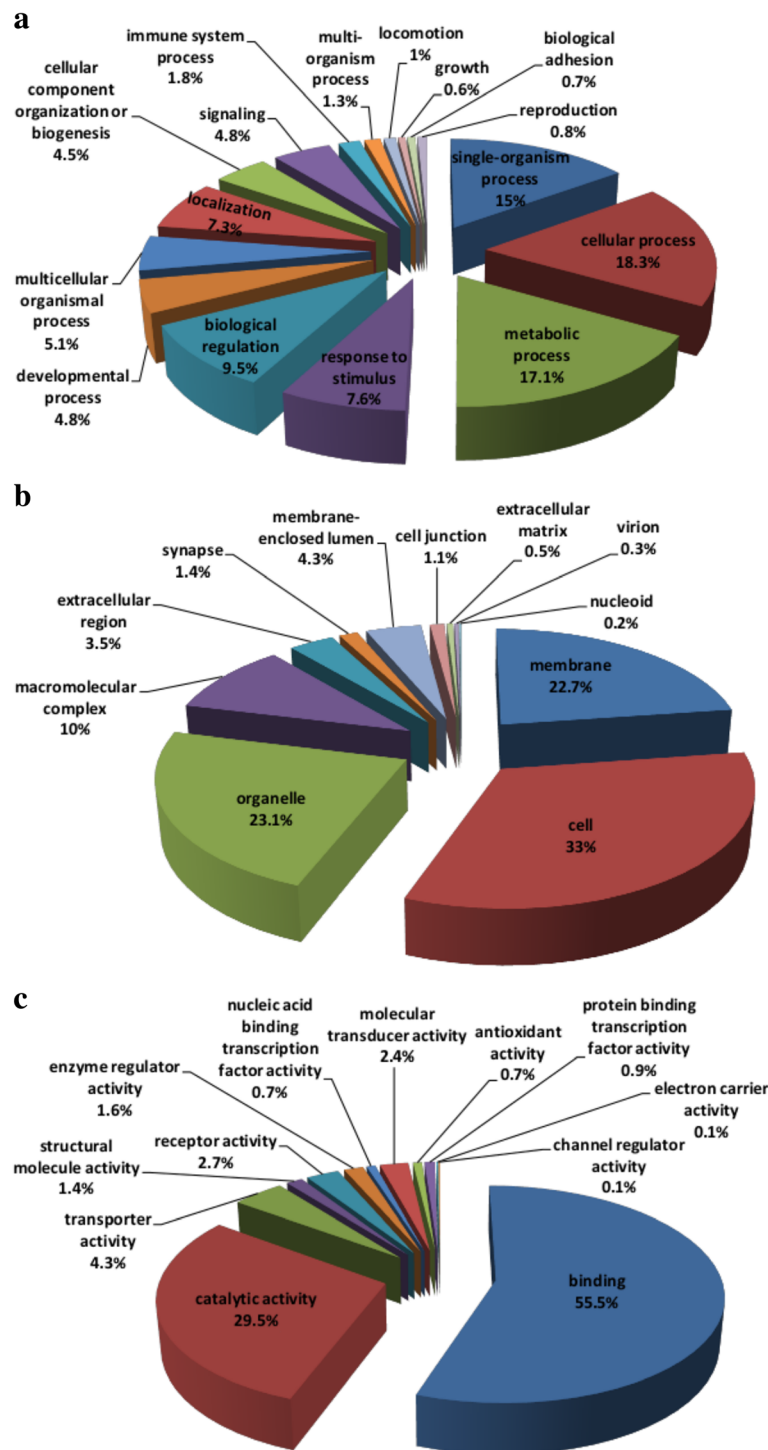 a
immune system
process
1.8%
multi-
organism
process
1.3%
locomotion
1%
growth
0.6%
biological
adhesion
0.7%
reproduction
0.8%
cellular
component
organization or
biogenesis
4.5%
signaling
4.8%
single-organism
process
15%
localization
7.3%
cellular process
18.3%
multicellular
organismal
process
5.1%
biological
regulation
9.5%
response to
stimulus
7.6%
metabolic
process
17.1%
developmental
process
4.8%
b
synapse
1.4%
membrane-
enclosed lumen
4.3%
cell junction
1.1%
extracellular
matrix
0.5%
virion
0.3%
nucleoid
0.2%
extracellular
region
3.5%
macromolecular
complex
10%
membrane
22.7%
organelle
23.1%
cell
33%
c
enzyme regulator
activity
1.6%
nucleic acid
binding
transcription
factor activity
0.7%
molecular
transducer activity
2.4%
antioxidant
activity
0.7%
protein binding
transcription
factor activity
0.9%
electron carrier
activity
0.1%
channel regulator
activity
0.1%
structural
molecule activity
1.4%
receptor activity
2.7%
transporter
activity
4.3%
catalytic activity
29.5%
binding
55.5%